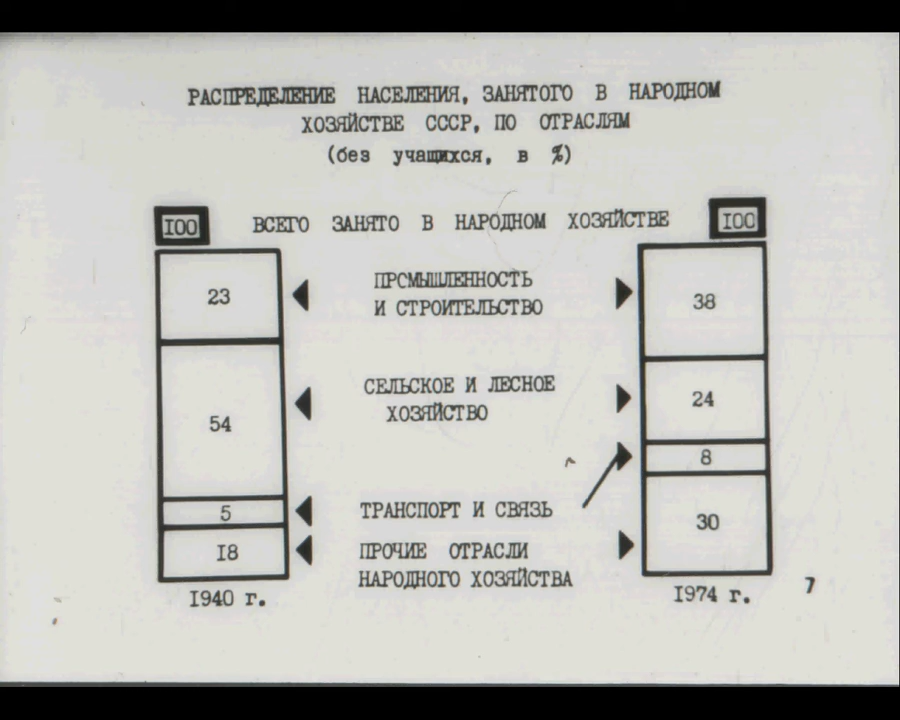 РАСПРЕДЕЛЕНИЕ НАСЕЛЕНИЯ, ЗАНЯТОГО В НАРОДНОМ
ХОЗЯЙСТВЕ СССР, ПО ОТРАСЛЯМ
(без учащихся, в %)
I00 ВСЕГО ЗАНЯТО В НАРОДНОМ ХОЗЯЙСТВЕ I00
23 ПРОМЫШЛЕННОСТЬ 38
И СТРОИТЕЛЬСТВО
СЕЛЬСКОЕ И ЛЕСНОЕ 24
54 ХОЗЯЙСТВО
8
5 ТРАНСПОРТ И СВЯЗЬ 30
I8 ПРОЧИЕ ОТРАСЛИ
НАРОДНОГО ХОЗЯЙСТВА
I940 г. I974 г. 7